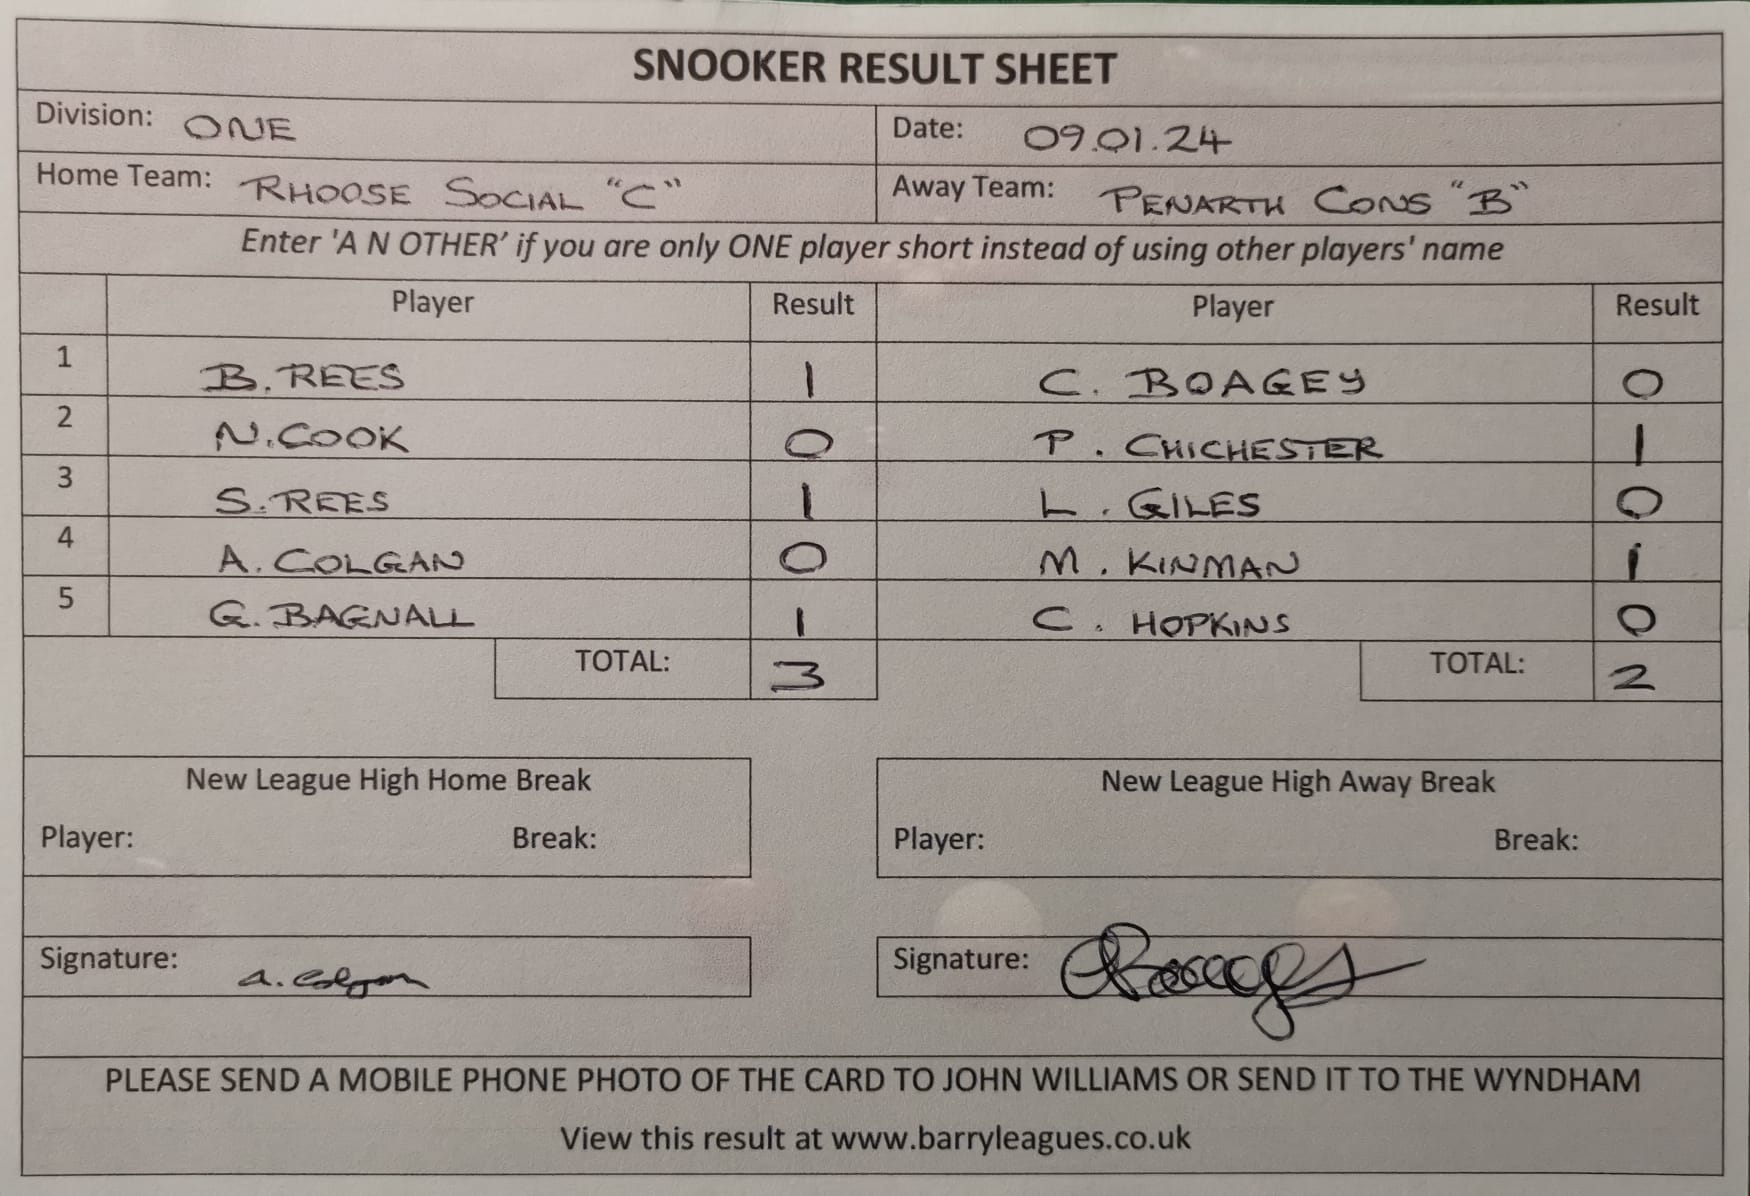 SNOOKER RESULT SHEET
Division: ONE Date: 09.01.24
Home Team: RHOOSE SOCIAL "C" Away Team: PENARTH CONS "B"
Enter 'A N OTHER' if you are only ONE player short instead of using other players' name
Player Result Player Result
1 B. REES 1 C. BOAGEY 0
2 N. COOK 0 P. CHICHESTER 1
3 S. REES 1 L. GILES 0
4 A. COLGAN 0 M. KINMAN 1
5 G. BAGNALL 1 C. HOPKINS 0
TOTAL: 3 TOTAL: 2
New League High Home Break New League High Away Break
Player: Break: Player: Break:
Signature: A. Colgan Signature:
PLEASE SEND A MOBILE PHONE PHOTO OF THE CARD TO JOHN WILLIAMS OR SEND IT TO THE WYNDHAM
View this result at www.barryleagues.co.uk